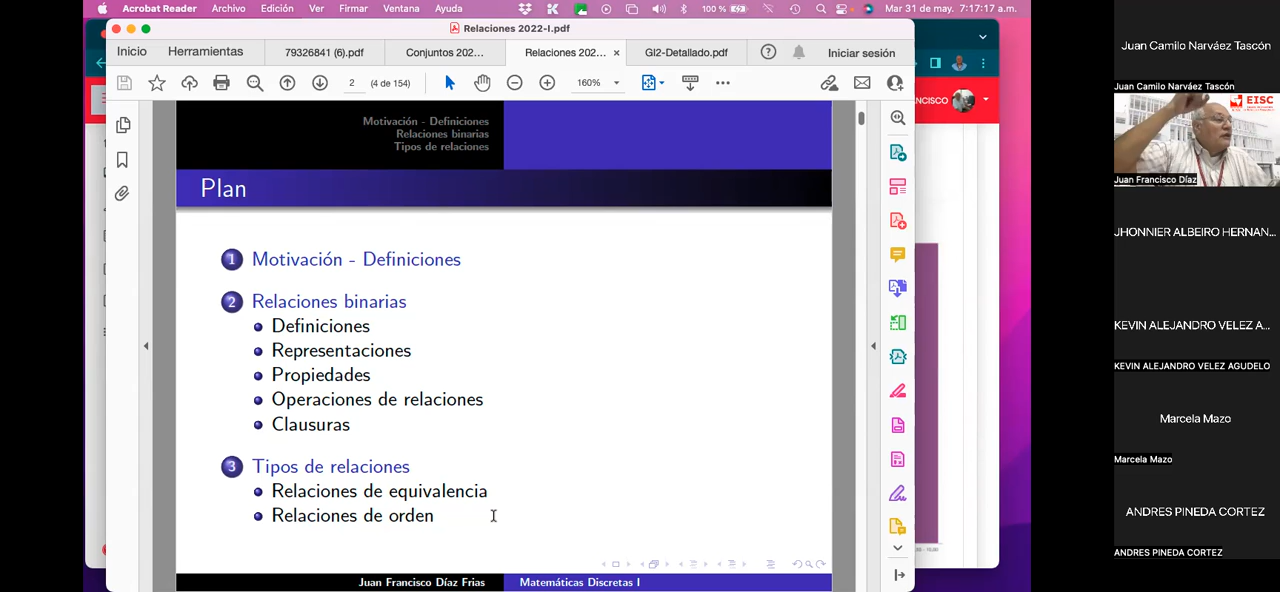 Acrobat Reader Archivo Edición Ver Firmar Ventana Ayuda 100 % Mar 31 de may. 7:17:17 a.m.
Relaciones 2022-I.pdf
Inicio Herramientas 79326841 (6).pdf Conjuntos 202... Relaciones 202... × GI2-Detallado.pdf Iniciar sesión
2 (4 de 154) 160%
NCISCO
Motivación - Definiciones
Relaciones binarias
Tipos de relaciones
Plan
1 Motivación - Definiciones
2 Relaciones binarias
Definiciones
Representaciones
Propiedades
Operaciones de relaciones
Clausuras
3 Tipos de relaciones
Relaciones de equivalencia
Relaciones de orden
Juan Francisco Díaz Frias Matemáticas Discretas I
Juan Camilo Narváez Tascón
Juan Camilo Narváez Tascón
EISC
Juan Francisco Díaz
JHONNIER ALBEIRO HERNAN...
KEVIN ALEJANDRO VELEZ A...
KEVIN ALEJANDRO VELEZ AGUDELO
Marcela Mazo
Marcela Mazo
ANDRES PINEDA CORTEZ
ANDRES PINEDA CORTEZ